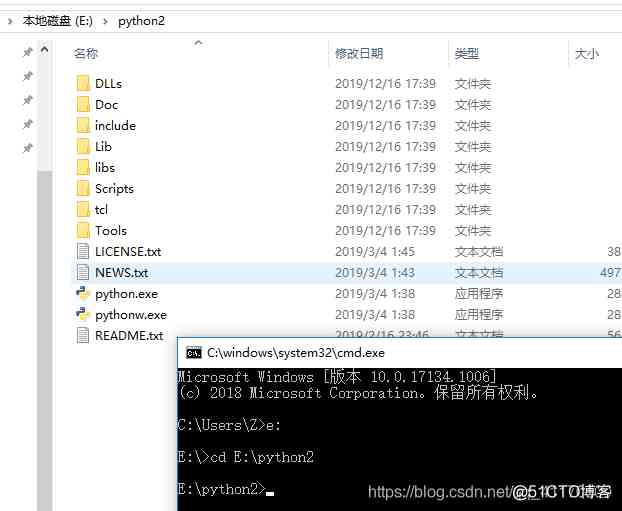 本地磁盘 (E:) > python2
名称 修改日期 类型 大小
DLLs 2019/12/16 17:39 文件夹
Doc 2019/12/16 17:39 文件夹
include 2019/12/16 17:39 文件夹
Lib 2019/12/16 17:39 文件夹
libs 2019/12/16 17:39 文件夹
Scripts 2019/12/16 17:39 文件夹
tcl 2019/12/16 17:39 文件夹
Tools 2019/12/16 17:39 文件夹
LICENSE.txt 2019/3/4 1:45 文本文档 38
NEWS.txt 2019/3/4 1:43 文本文档 497
python.exe 2019/3/4 1:38 应用程序 28
pythonw.exe 2019/3/4 1:38 应用程序 28
README.txt 2019/2/16 23:46 文本文档 56
C:\windows\system32\cmd.exe
Microsoft Windows [版本 10.0.17134.1006]
(c) 2018 Microsoft Corporation。保留所有权利。
C:\Users\Z>e:
E:\>cd E:\python2
E:\python2>
https://blog.csdn.net/ @51CTO博客